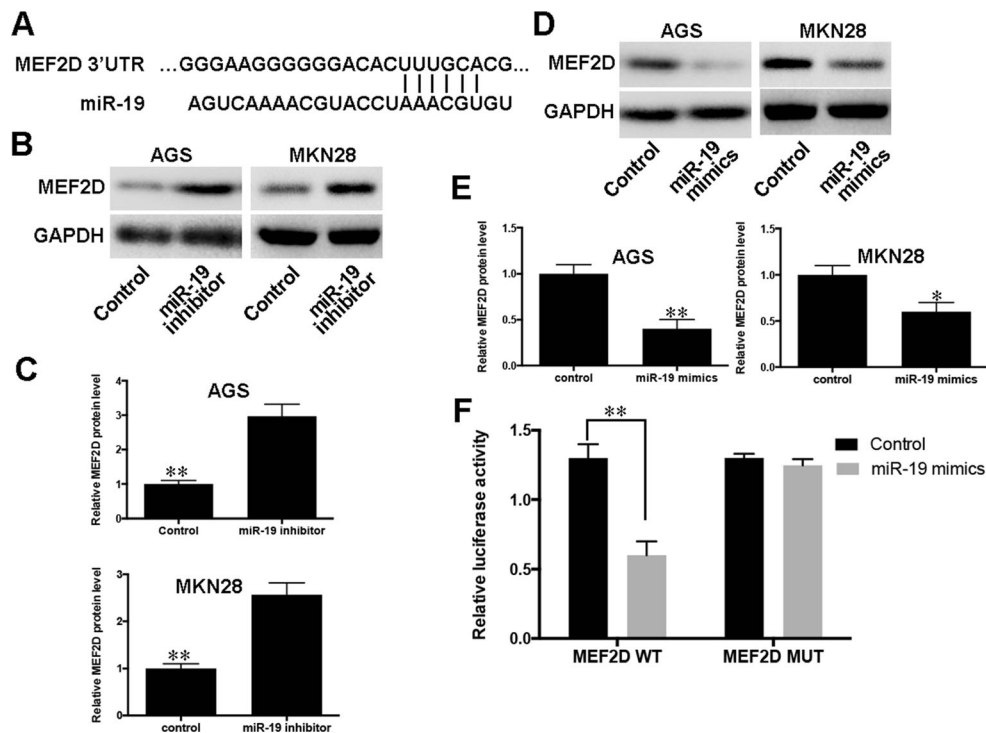 A
MEF2D 3'UTR ...GGGAAGGGGGGACACUUUGCACG...
miR-19 AGUCAAAACGUACCUAAACGUGU
B
AGS MKN28
MEF2D
GAPDH
Control
miR-19 inhibitor
Control
miR-19 inhibitor
C
AGS
Relative MEF2D protein level
4
3
2
1
0
**
Control miR-19 inhibitor
MKN28
Relative MEF2D protein level
3
2
1
0
**
control miR-19 inhibitor
D
AGS MKN28
MEF2D
GAPDH
Control
miR-19 mimics
Control
miR-19 mimics
E
AGS
Relative MEF2D protein level
1.5
1.0
0.5
0.0
**
control miR-19 mimics
MKN28
Relative MEF2D protein level
1.5
1.0
0.5
0.0
*
control miR-19 mimics
F
Relative luciferase activity
1.5
1.0
0.5
0.0
**
Control
miR-19 mimics
MEF2D WT MEF2D MUT